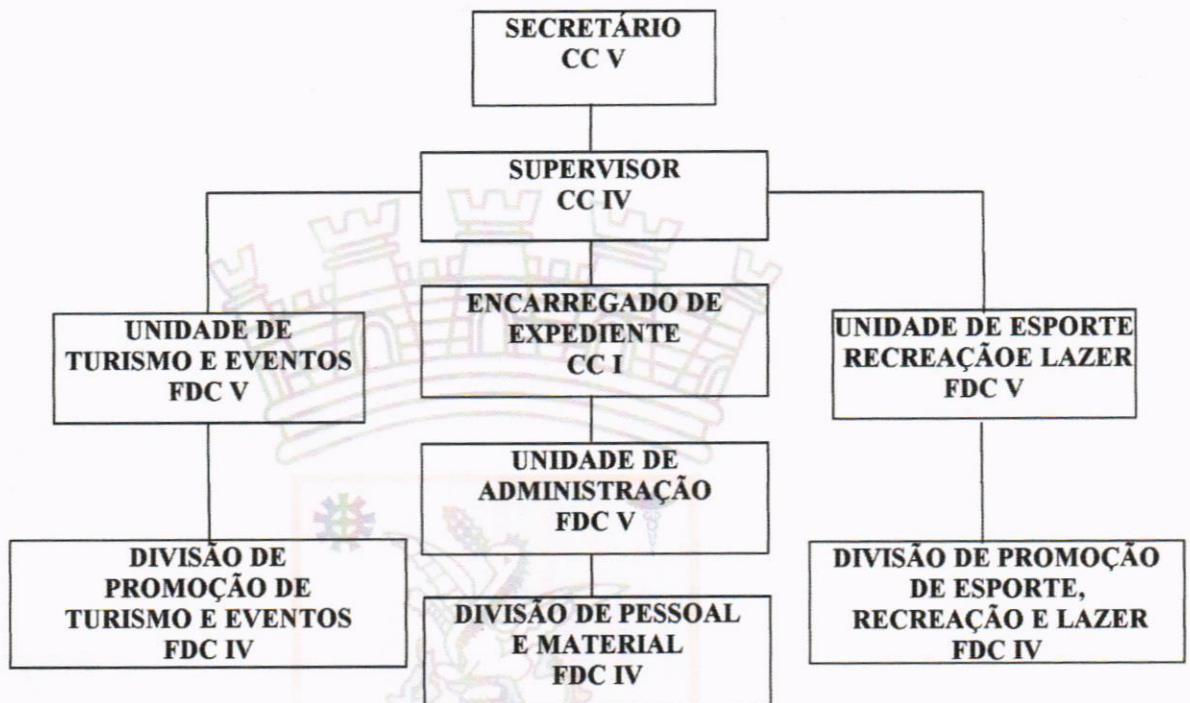 SECRETÁRIO
CC V
SUPERVISOR
CC IV
UNIDADE DE
TURISMO E EVENTOS
FDC V
ENCARREGADO DE
EXPEDIENTE
CC I
UNIDADE DE ESPORTE
RECREAÇÃOE LAZER
FDC V
UNIDADE DE
ADMINISTRAÇÃO
FDC V
DIVISÃO DE
PROMOÇÃO DE
TURISMO E EVENTOS
FDC IV
DIVISÃO DE PESSOAL
E MATERIAL
FDC IV
DIVISÃO DE PROMOÇÃO
DE ESPORTE,
RECREAÇÃO E LAZER
FDC IV